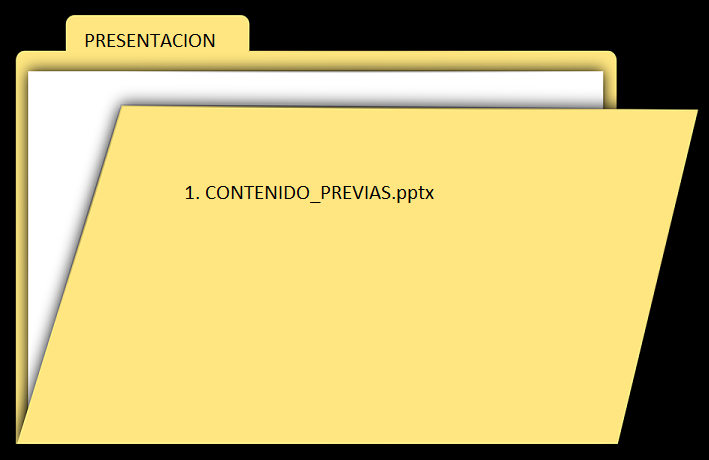 PRESENTACION
1. CONTENIDO_PREVIAS.pptx